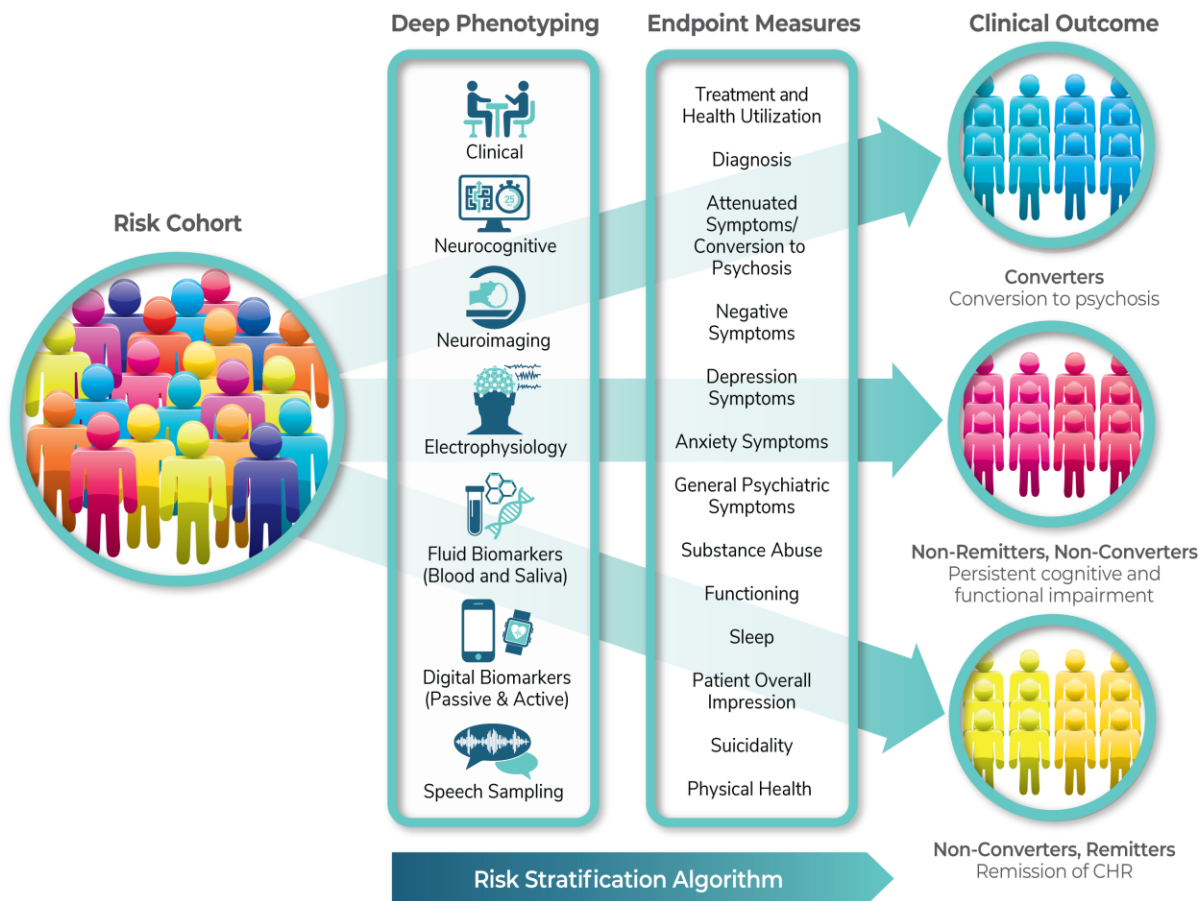 Deep Phenotyping
Endpoint Measures
Clinical Outcome
Risk Cohort
Clinical
25
Neurocognitive
Neuroimaging
Electrophysiology
Fluid Biomarkers
(Blood and Saliva)
Digital Biomarkers
(Passive & Active)
Speech Sampling
Treatment and
Health Utilization
Diagnosis
Attenuated
Symptoms/
Conversion to
Psychosis
Negative
Symptoms
Depression
Symptoms
Anxiety Symptoms
General Psychiatric
Symptoms
Substance Abuse
Functioning
Sleep
Patient Overall
Impression
Suicidality
Physical Health
Converters
Conversion to psychosis
Non-Remitters, Non-Converters
Persistent cognitive and
functional impairment
Non-Converters, Remitters
Remission of CHR
Risk Stratification Algorithm